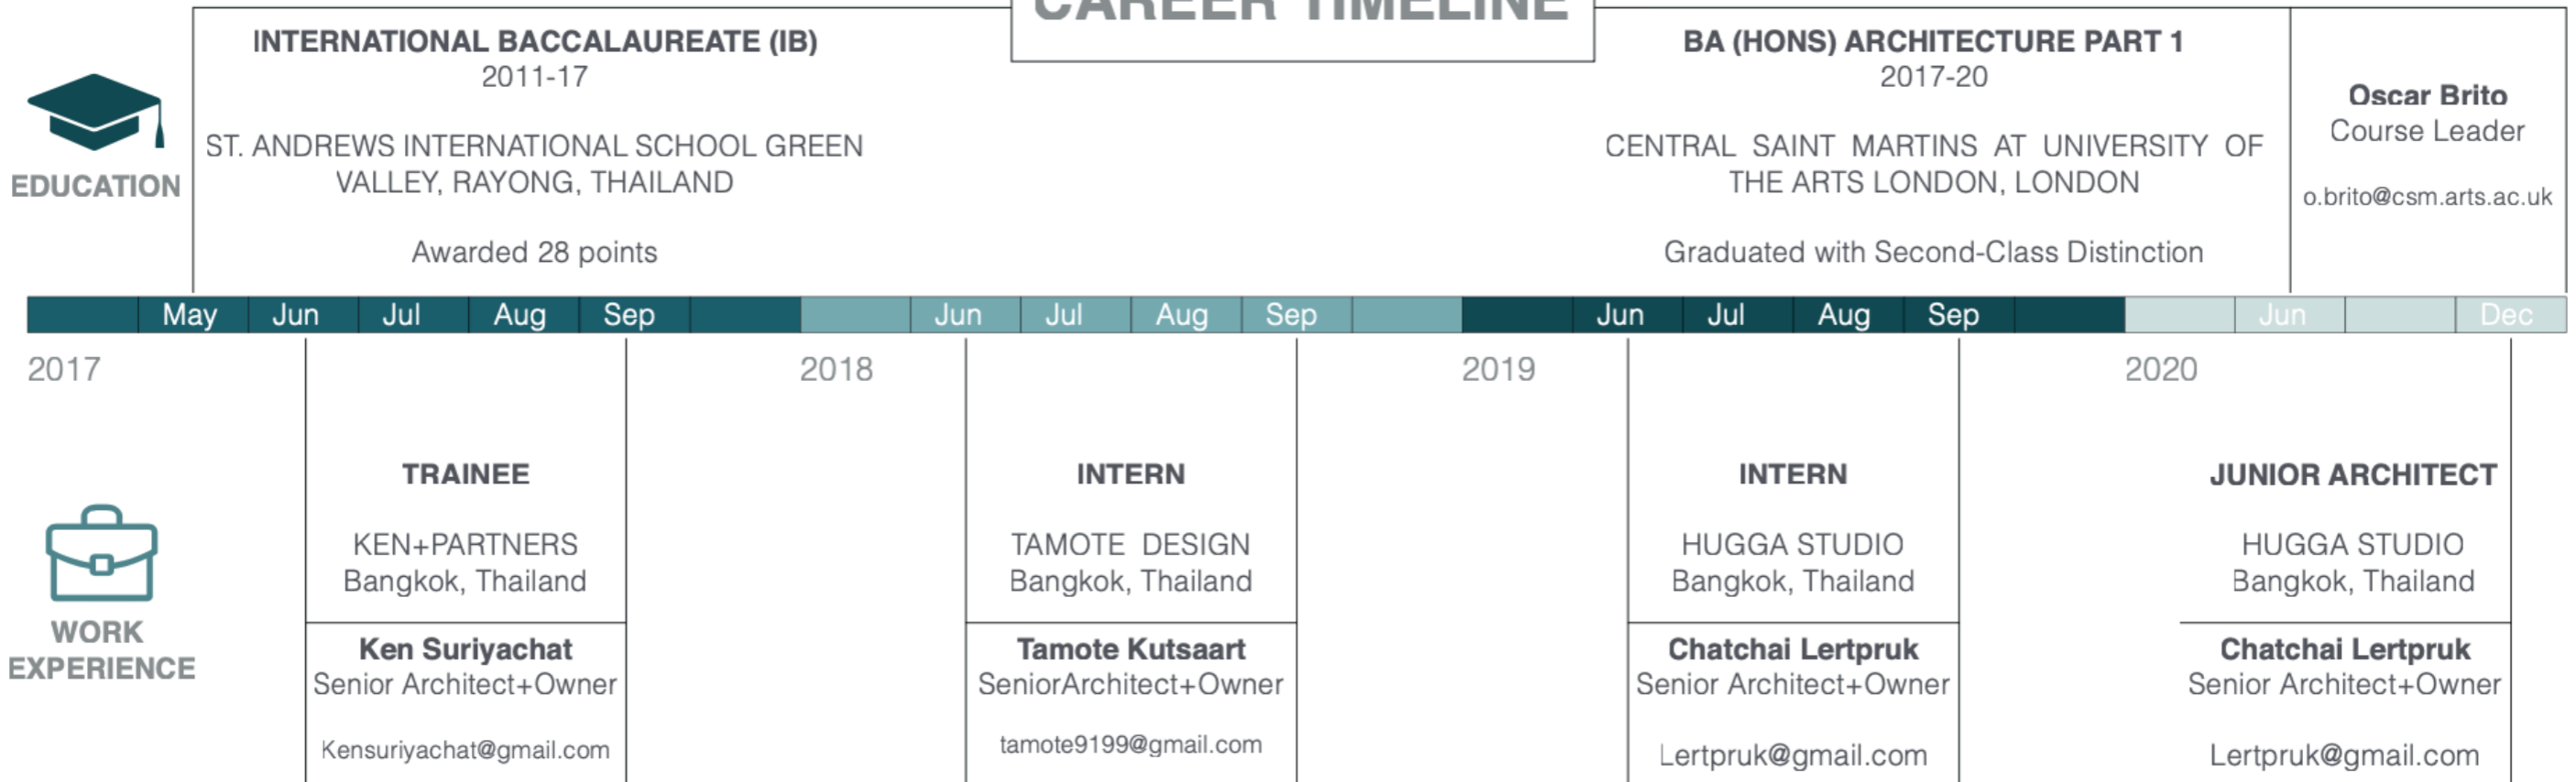 CAREER TIMELINE
EDUCATION
INTERNATIONAL BACCALAUREATE (IB)
2011-17
ST. ANDREWS INTERNATIONAL SCHOOL GREEN
VALLEY, RAYONG, THAILAND
Awarded 28 points
BA (HONS) ARCHITECTURE PART 1
2017-20
CENTRAL SAINT MARTINS AT UNIVERSITY OF
THE ARTS LONDON, LONDON
Graduated with Second-Class Distinction
Oscar Brito
Course Leader
o.brito@csm.arts.ac.uk
May Jun Jul Aug Sep Jun Jul Aug Sep Jun Jul Aug Sep Jun Dec
2017 2018 2019 2020
WORK
EXPERIENCE
TRAINEE
KEN+PARTNERS
Bangkok, Thailand
Ken Suriyachat
Senior Architect+Owner
Kensuriyachat@gmail.com
INTERN
TAMOTE DESIGN
Bangkok, Thailand
Tamote Kutsaart
SeniorArchitect+Owner
tamote9199@gmail.com
INTERN
HUGGA STUDIO
Bangkok, Thailand
Chatchai Lertpruk
Senior Architect+Owner
Lertpruk@gmail.com
JUNIOR ARCHITECT
HUGGA STUDIO
Bangkok, Thailand
Chatchai Lertpruk
Senior Architect+Owner
Lertpruk@gmail.com